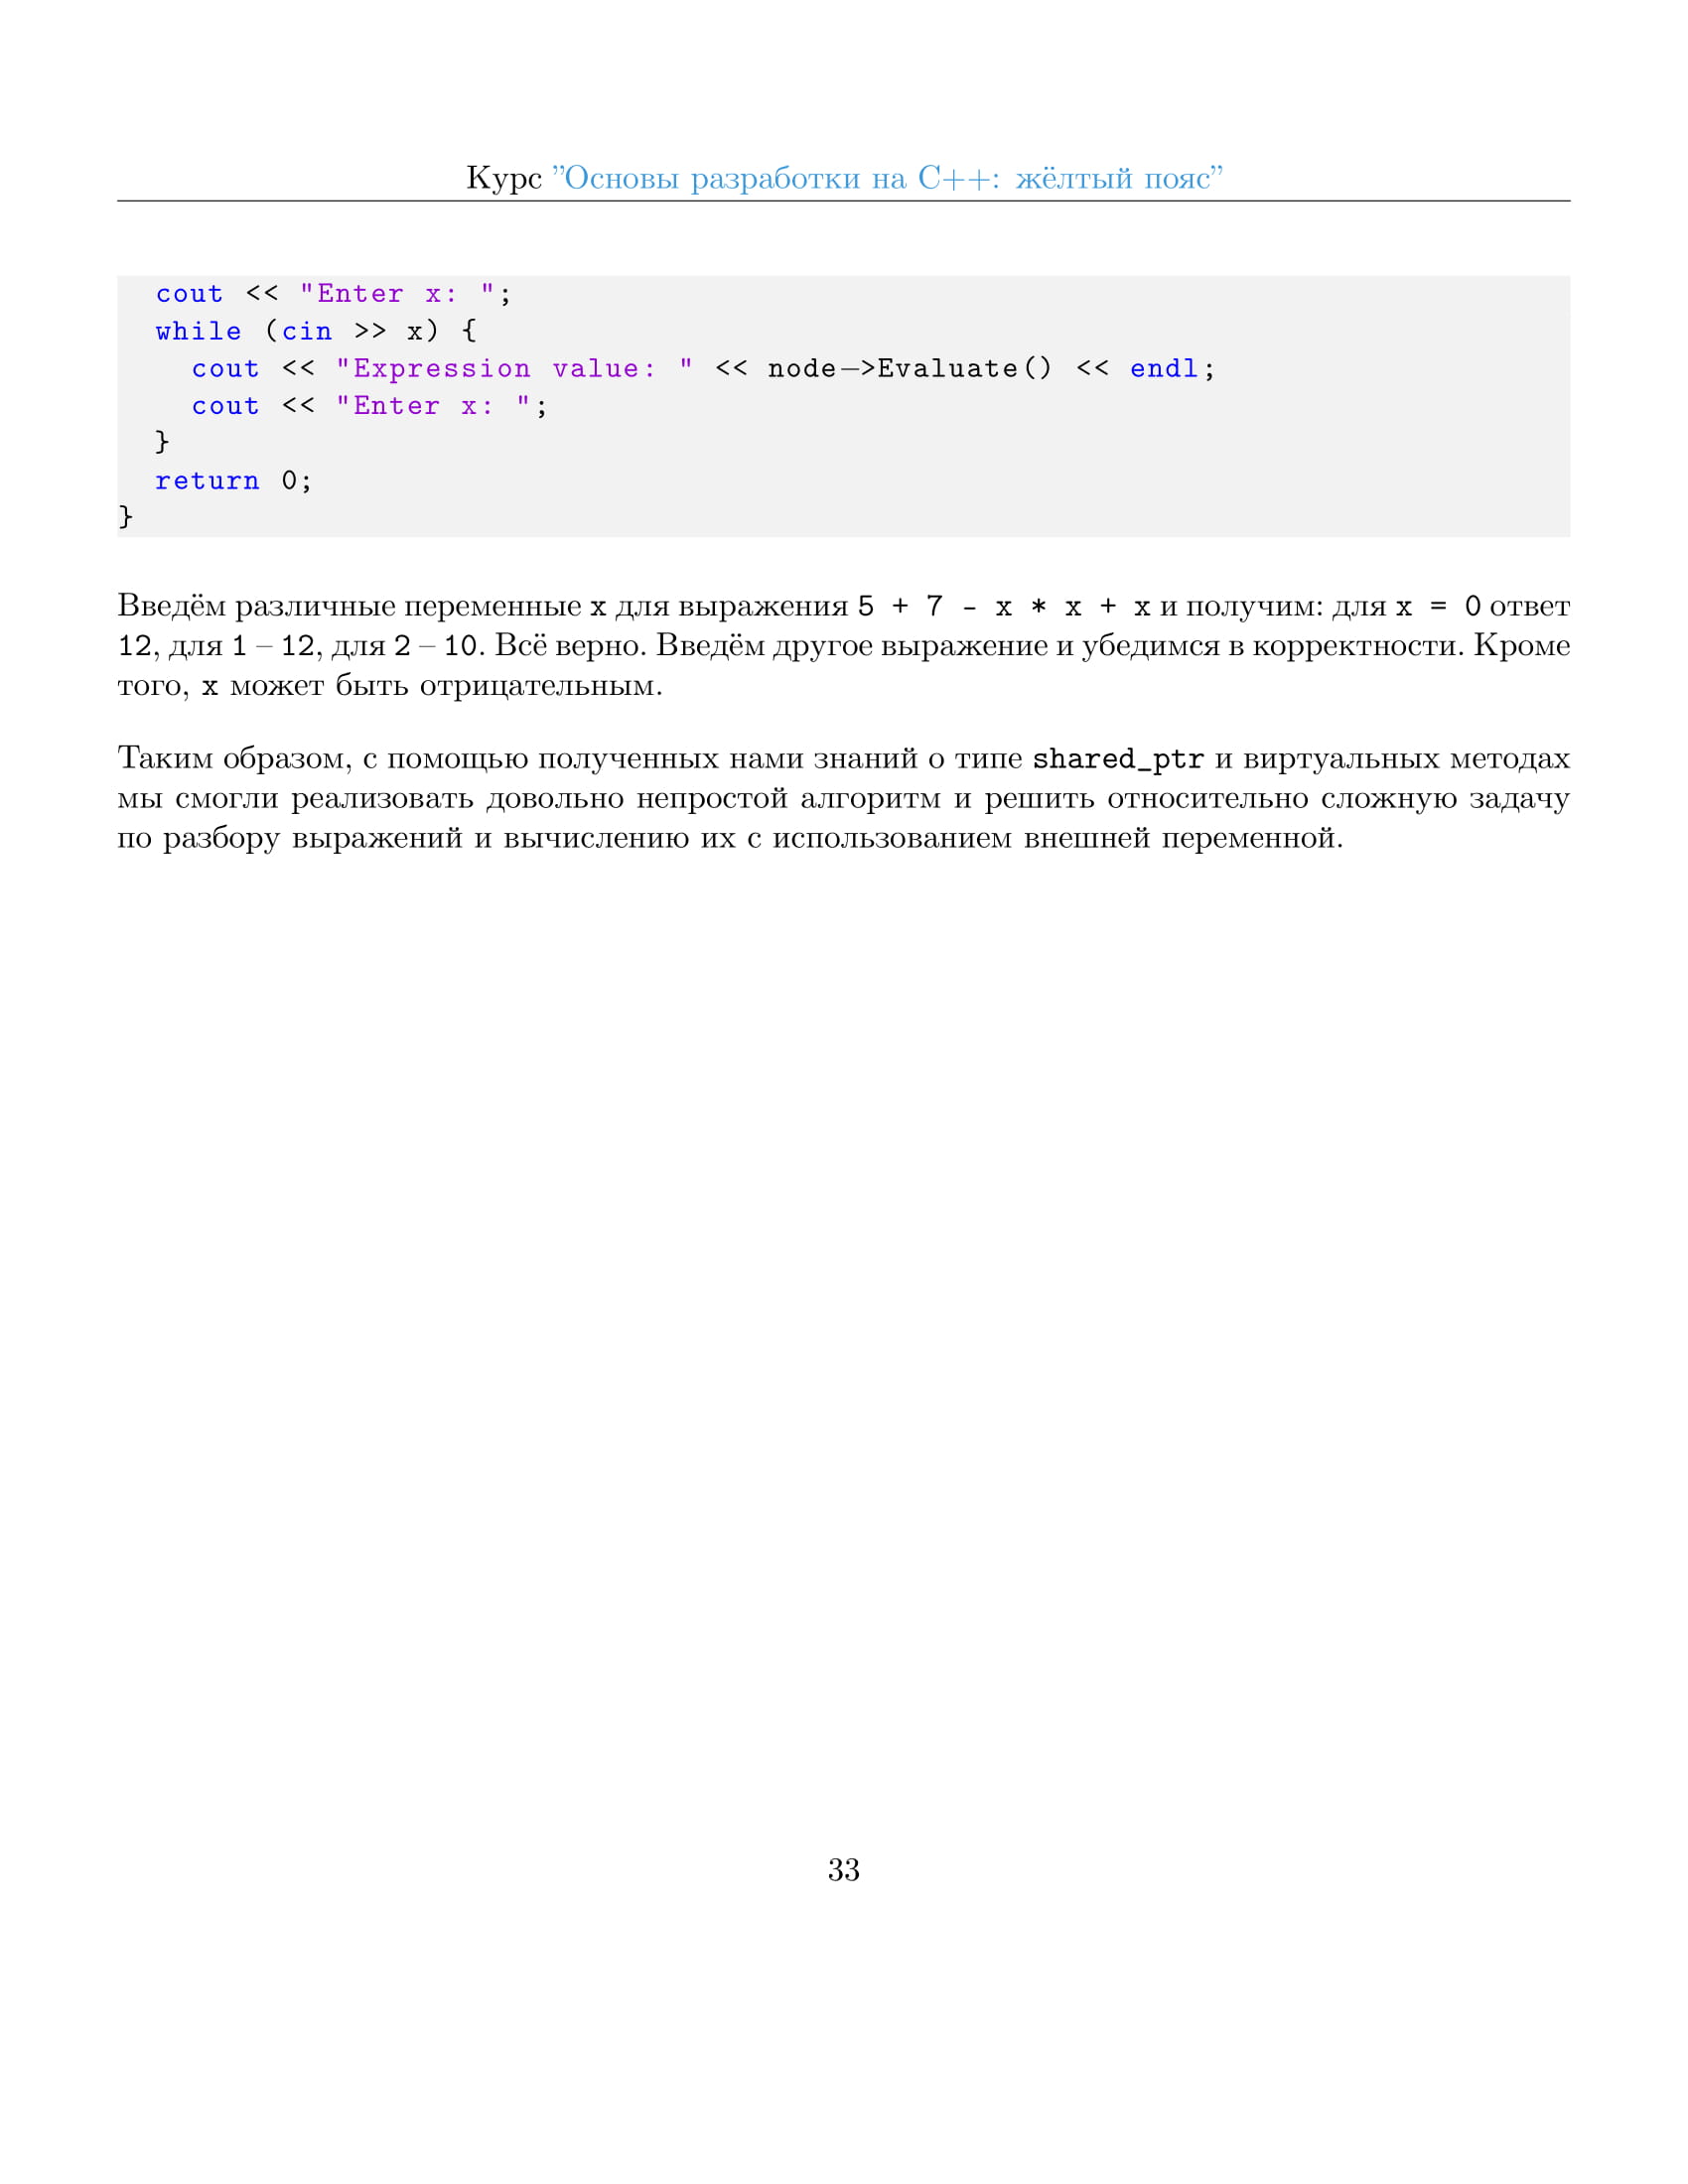 Курс ”Основы разработки на C++: жёлтый пояс”
cout << "Enter x: ";
while (cin >> x) {
cout << "Expression value: " << node−>Evaluate() << endl;
cout << "Enter x: ";
}
return 0;
}
Введём различные переменные x для выражения 5 + 7 - x * x + x и получим: для x = 0 ответ
12, для 1 – 12, для 2 – 10. Всё верно. Введём другое выражение и убедимся в корректности. Кроме
того, x может быть отрицательным.
Таким образом, с помощью полученных нами знаний о типе shared_ptr и виртуальных методах
мы смогли реализовать довольно непростой алгоритм и решить относительно сложную задачу
по разбору выражений и вычислению их с использованием внешней переменной.
33